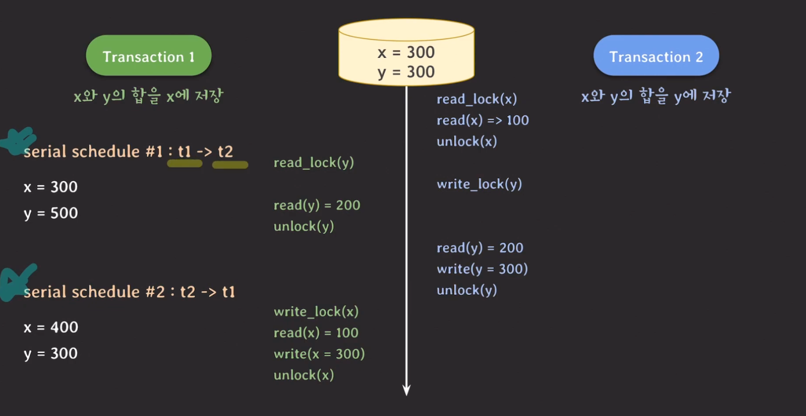 Transaction 1
x = 300
y = 300
Transaction 2
x와 y의 합을 x에 저장
x와 y의 합을 y에 저장
read_lock(x)
read(x) => 100
unlock(x)
serial schedule #1 : t1 -> t2
read_lock(y)
x = 300
write_lock(y)
y = 500
read(y) = 200
unlock(y)
read(y) = 200
write(y = 300)
unlock(y)
serial schedule #2 : t2 -> t1
write_lock(x)
x = 400
read(x) = 100
y = 300
write(x = 300)
unlock(x)